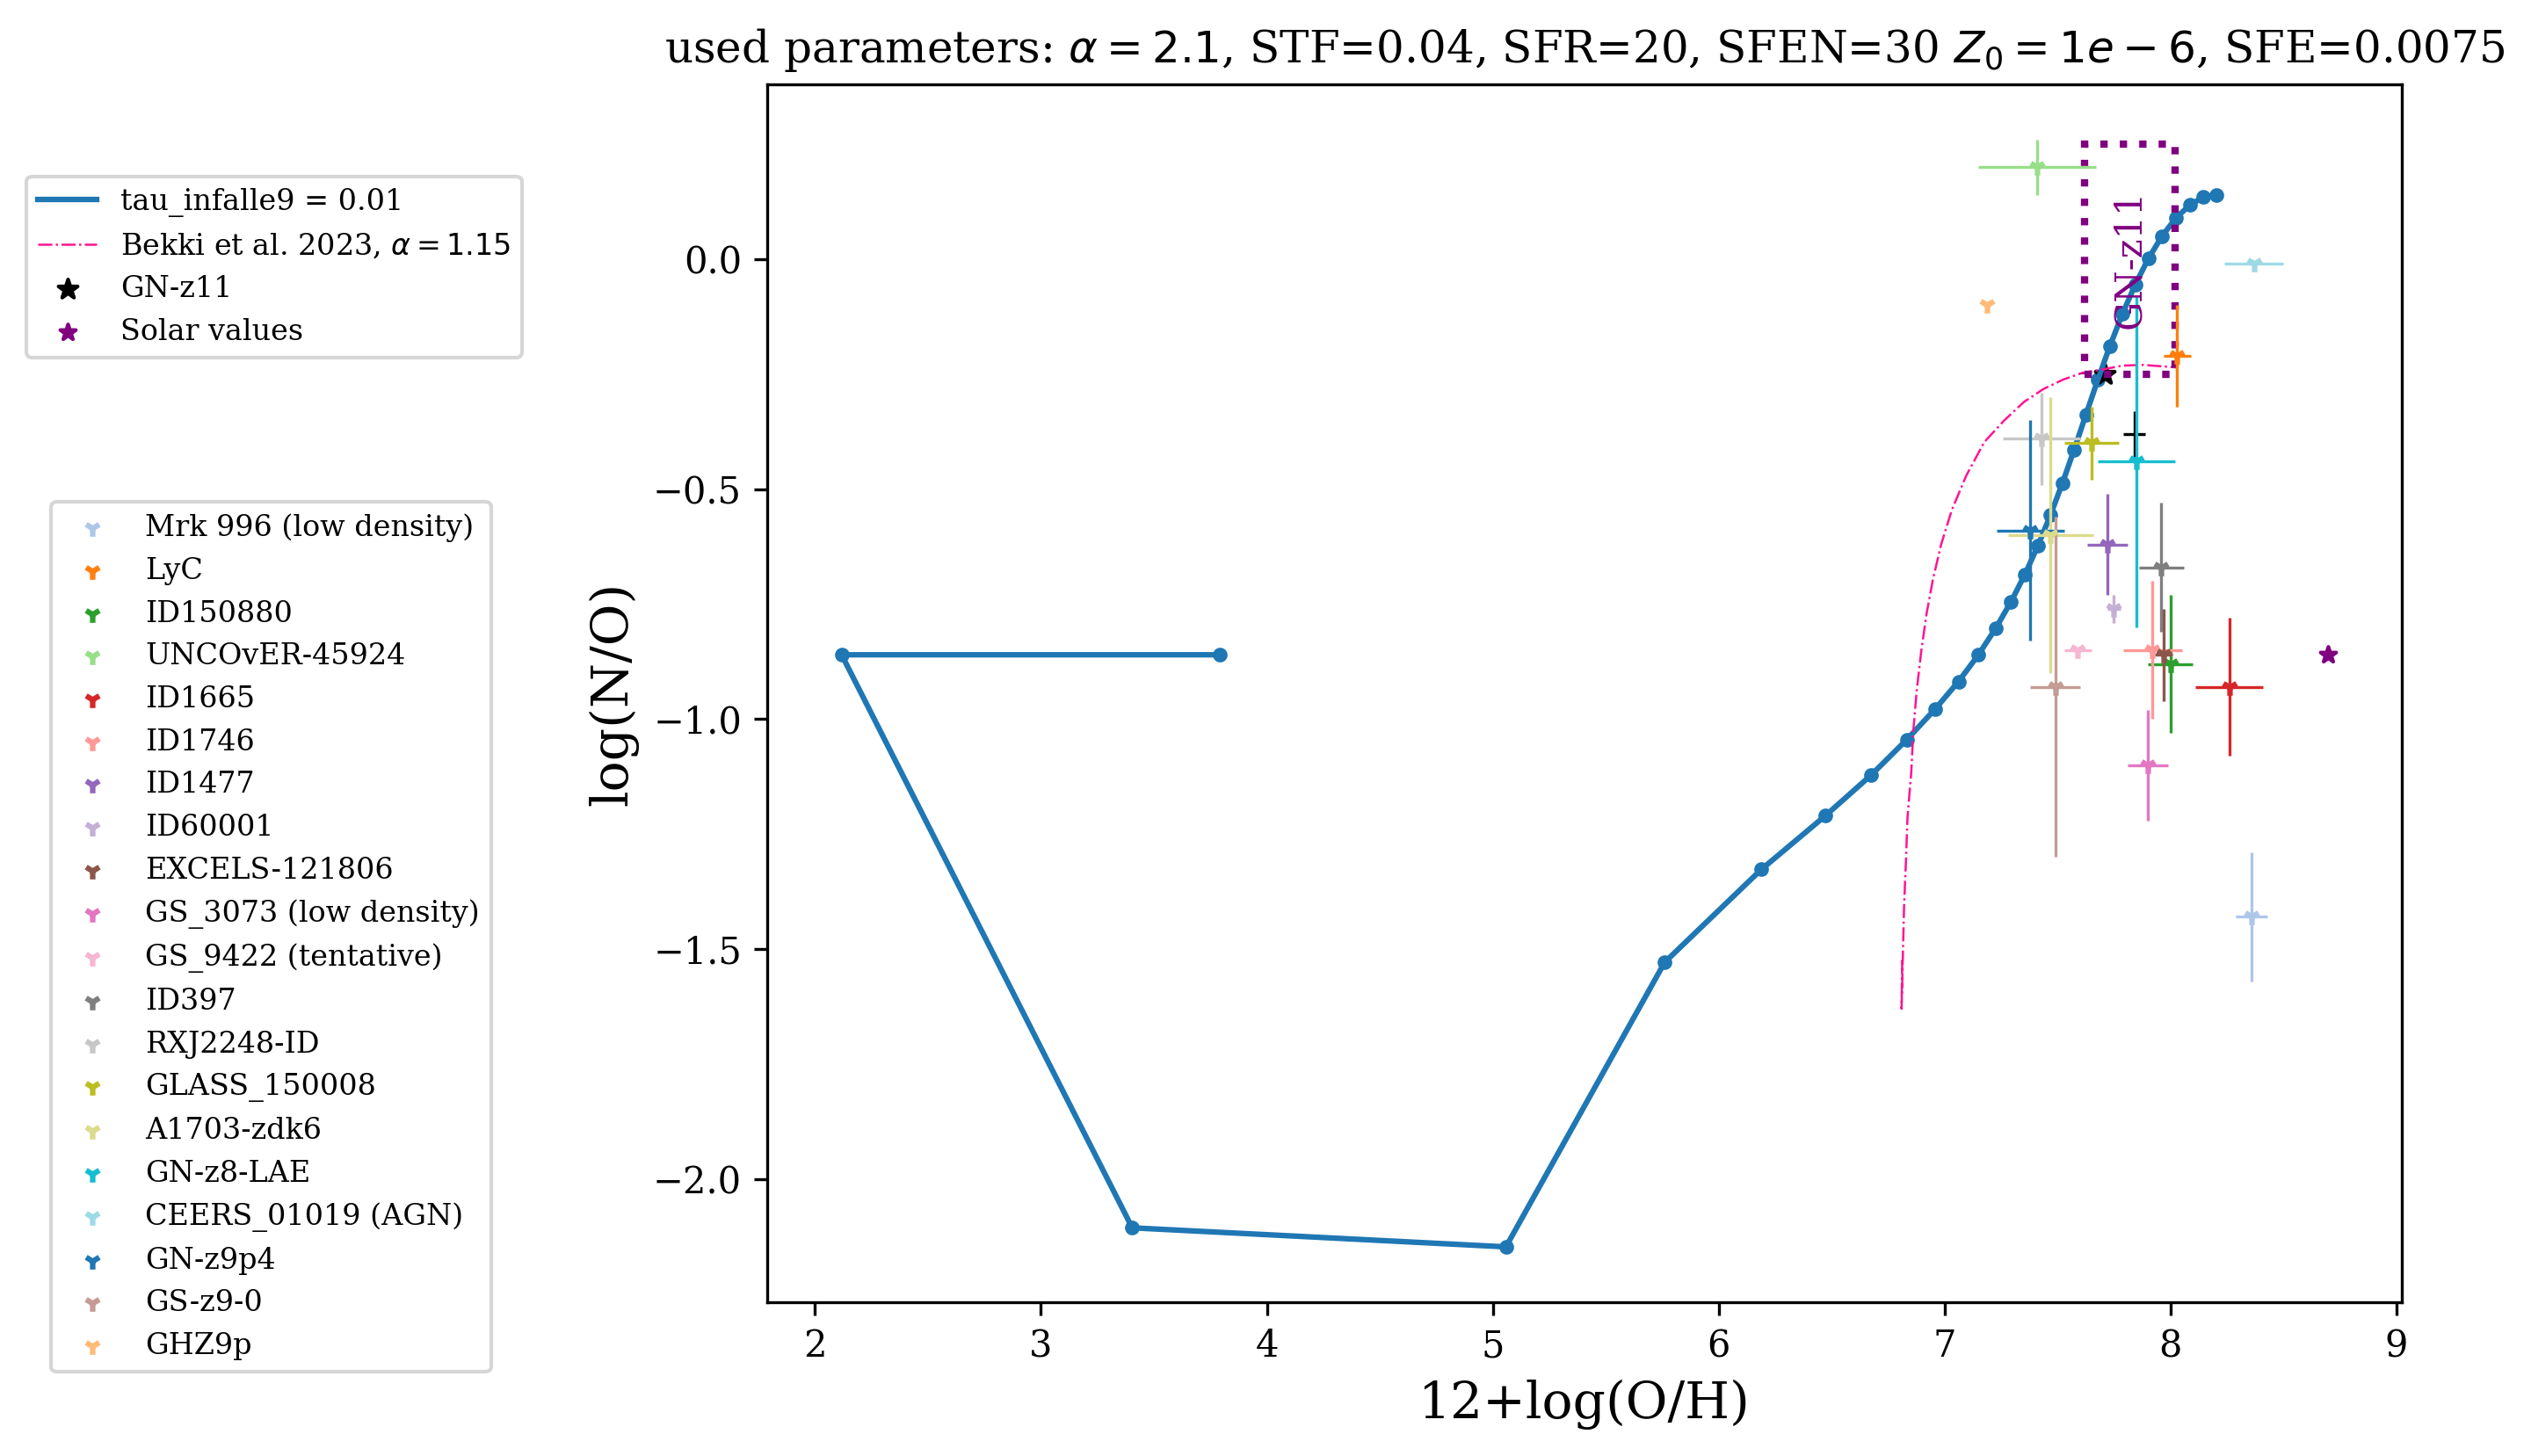 used parameters: α = 2.1, STF=0.04, SFR=20, SFEN=30 Z₀ = 1e − 6, SFE=0.0075
tau_infalle9 = 0.01
Bekki et al. 2023, α = 1.15
GN-z11
Solar values
Mrk 996 (low density)
LyC
ID150880
UNCOvER-45924
ID1665
ID1746
ID1477
ID60001
EXCELS-121806
GS_3073 (low density)
GS_9422 (tentative)
ID397
RXJ2248-ID
GLASS_150008
A1703-zdk6
GN-z8-LAE
CEERS_01019 (AGN)
GN-z9p4
GS-z9-0
GHZ9p
log(N/O)
0.0
−0.5
−1.0
−1.5
−2.0
GN-z11
2 3 4 5 6 7 8 9
12+log(O/H)